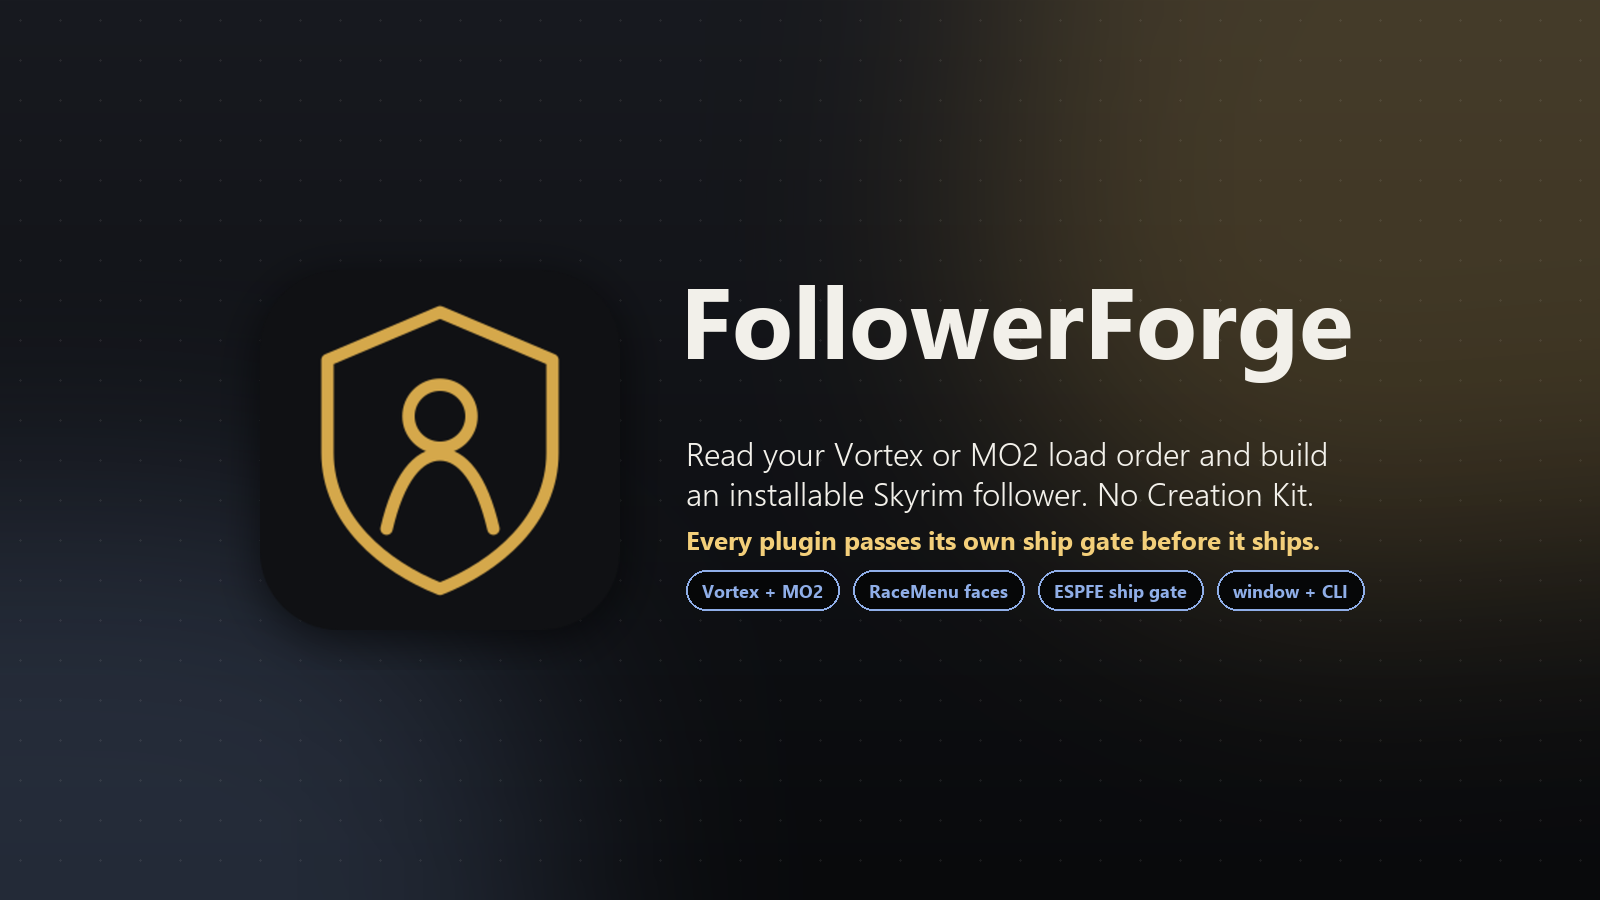 FollowerForge
Read your Vortex or MO2 load order and build
an installable Skyrim follower. No Creation Kit.
Every plugin passes its own ship gate before it ships.
Vortex + MO2
RaceMenu faces
ESPFE ship gate
window + CLI